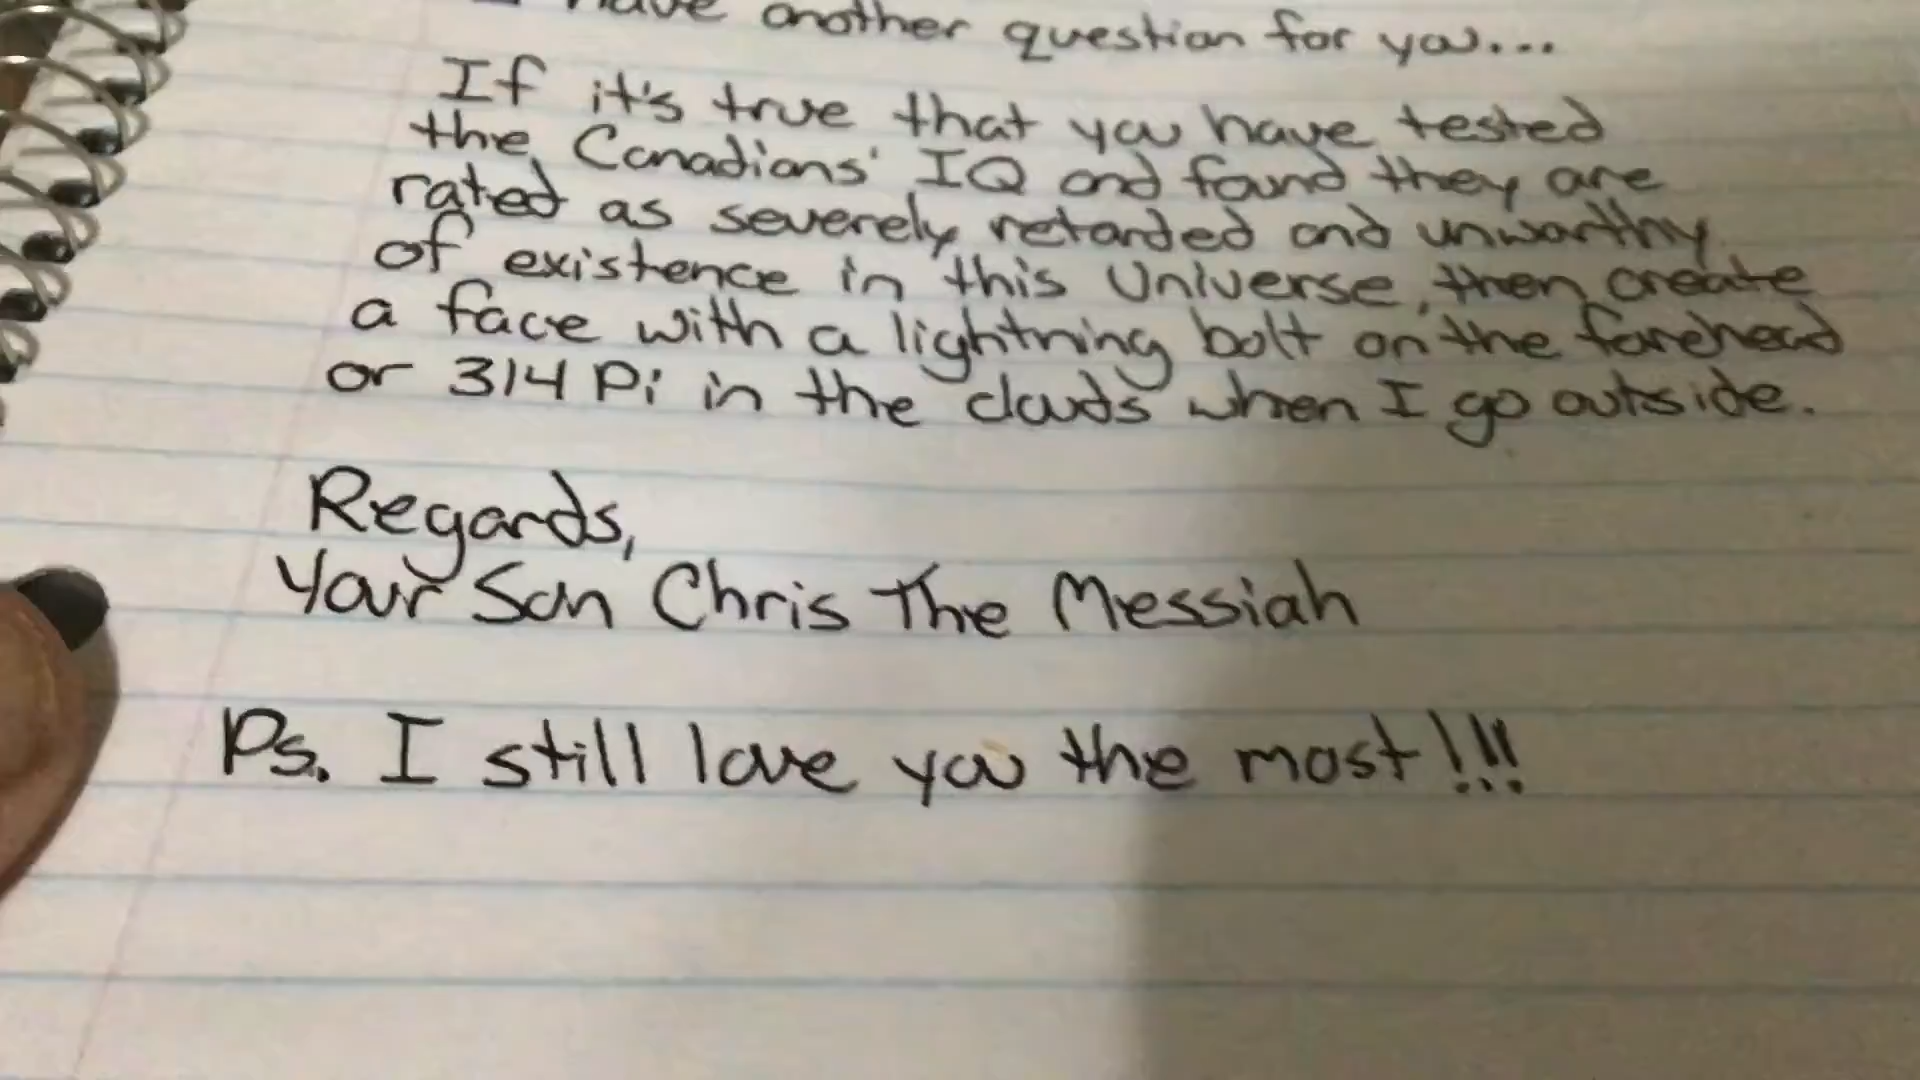 have another question for you...
If it's true that you have tested
the Canadians' IQ and found they are
rated as severely retarded and unworthy
of existence in this Universe, then create
a face with a lightning bolt on the forehead
or 314 Pi in the clouds when I go outside.
Regards,
Your Son Chris The Messiah
Ps. I still love you the most!!!